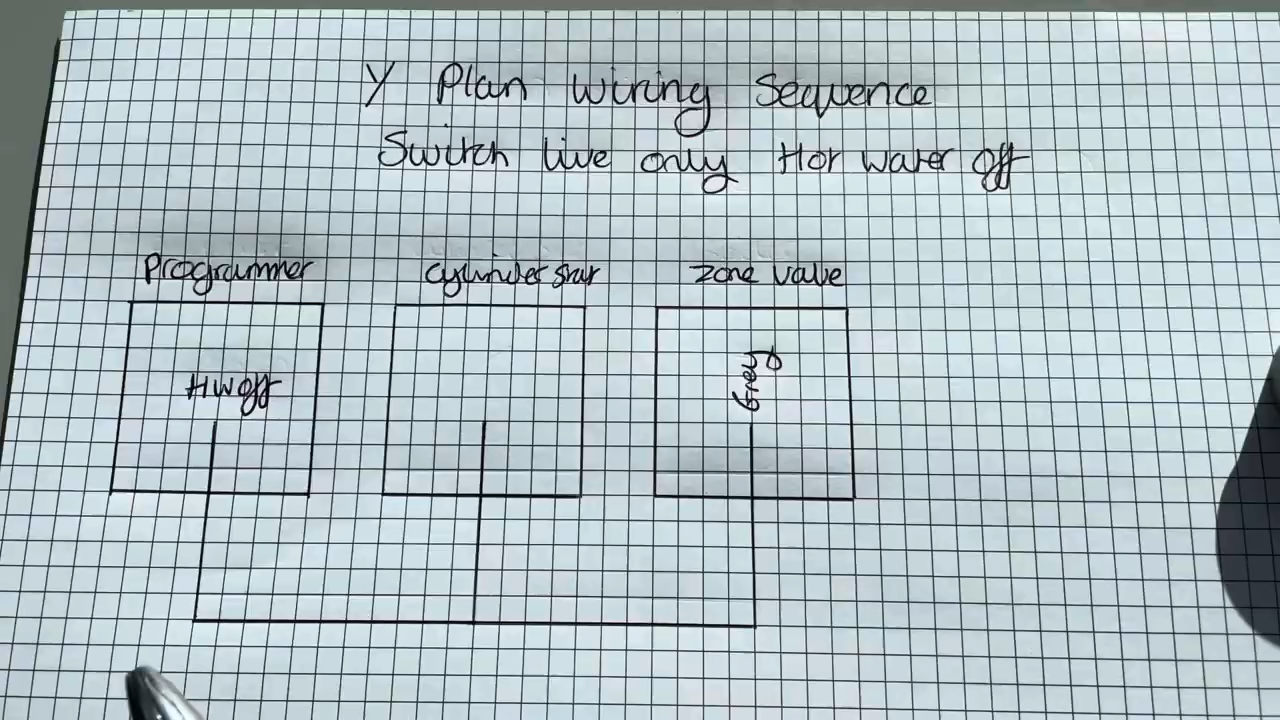 Y Plan Wiring Sequence
Switch live only Hot water off
Programmer
Cylinder Stat
Zone Valve
HW off
Grey